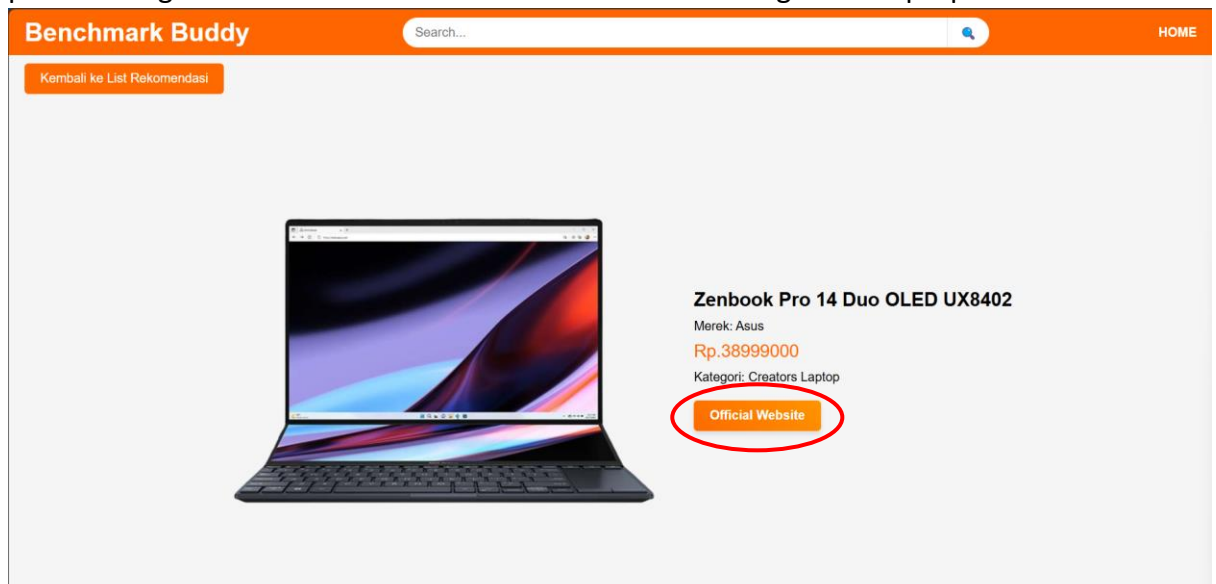 Benchmark Buddy
Search...
HOME
Kembali ke List Rekomendasi
Zenbook Pro 14 Duo OLED UX8402
Merek: Asus
Rp.38999000
Kategori: Creators Laptop
Official Website